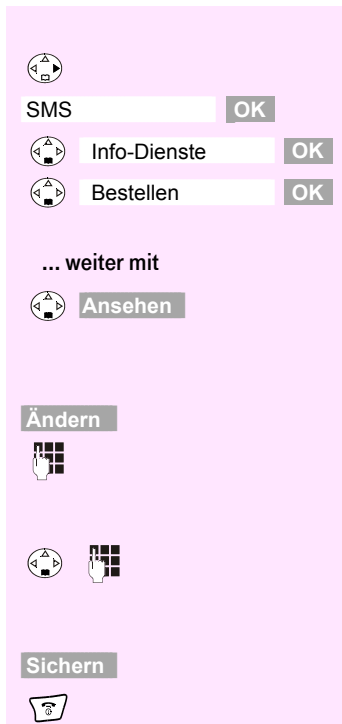 SMS OK
Info-Dienste OK
Bestellen OK
... weiter mit
Ansehen
Ändern
Sichern